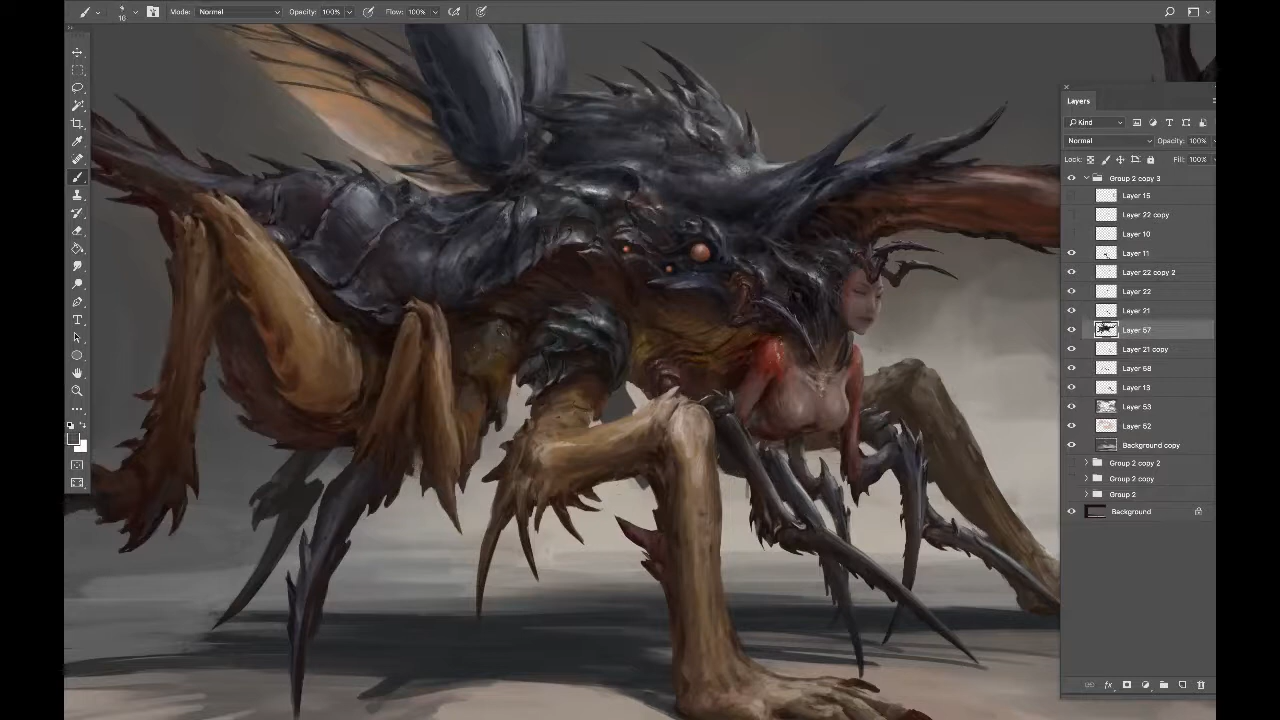 10 Mode: Normal Opacity: 100% Flow: 100%
Layers
Kind
Normal Opacity: 100%
Lock: Fill: 100%
Group 2 copy 3
Layer 15
Layer 22 copy
Layer 10
Layer 11
Layer 22 copy 2
Layer 22
Layer 21
Layer 57
Layer 21 copy
Layer 58
Layer 13
Layer 53
Layer 52
Background copy
Group 2 copy 2
Group 2 copy
Group 2
Background